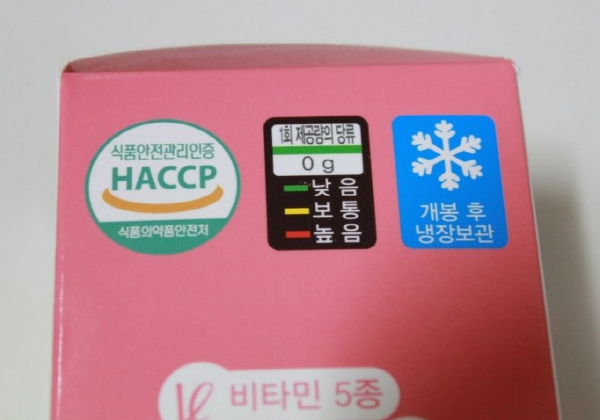 식품안전관리인증
HACCP
식품의약품안전처
1회 제공량의 당류
0g
낮음
보통
높음
개봉 후
냉장보관
비타민 5종